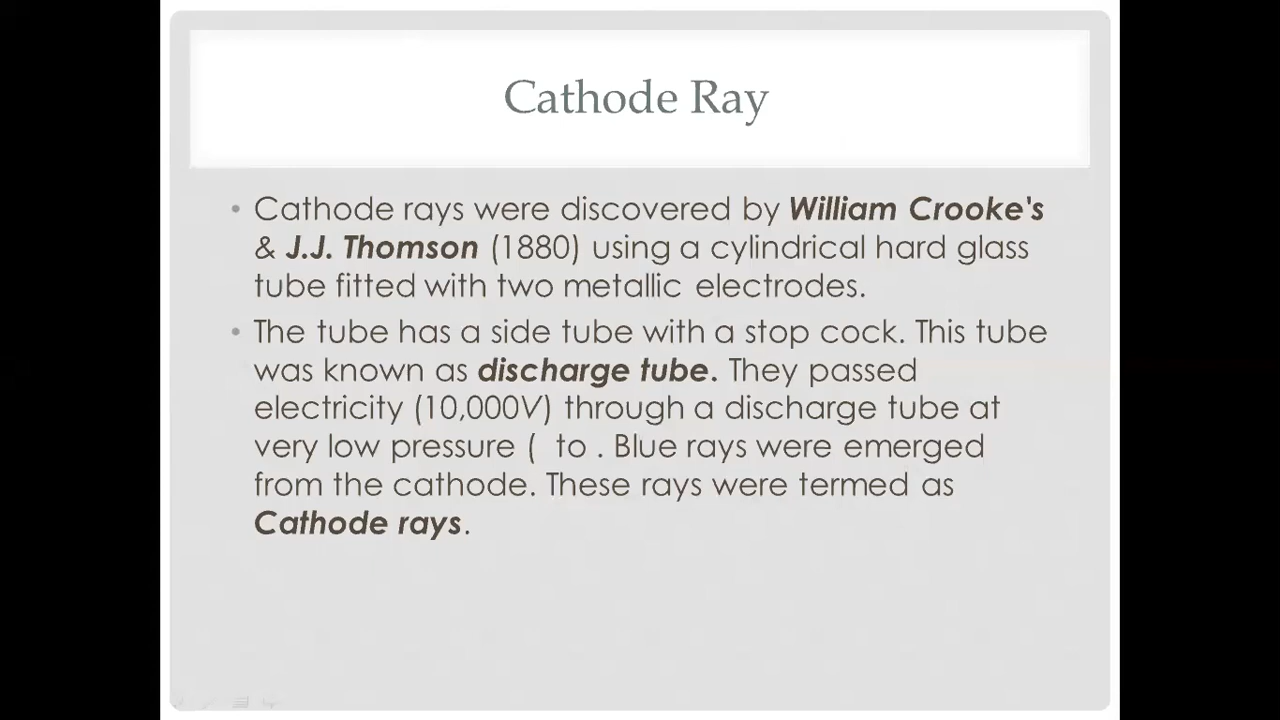 Cathode Ray
• Cathode rays were discovered by William Crooke's
& J.J. Thomson (1880) using a cylindrical hard glass
tube fitted with two metallic electrodes.
• The tube has a side tube with a stop cock. This tube
was known as discharge tube. They passed
electricity (10,000V) through a discharge tube at
very low pressure ( to . Blue rays were emerged
from the cathode. These rays were termed as
Cathode rays.